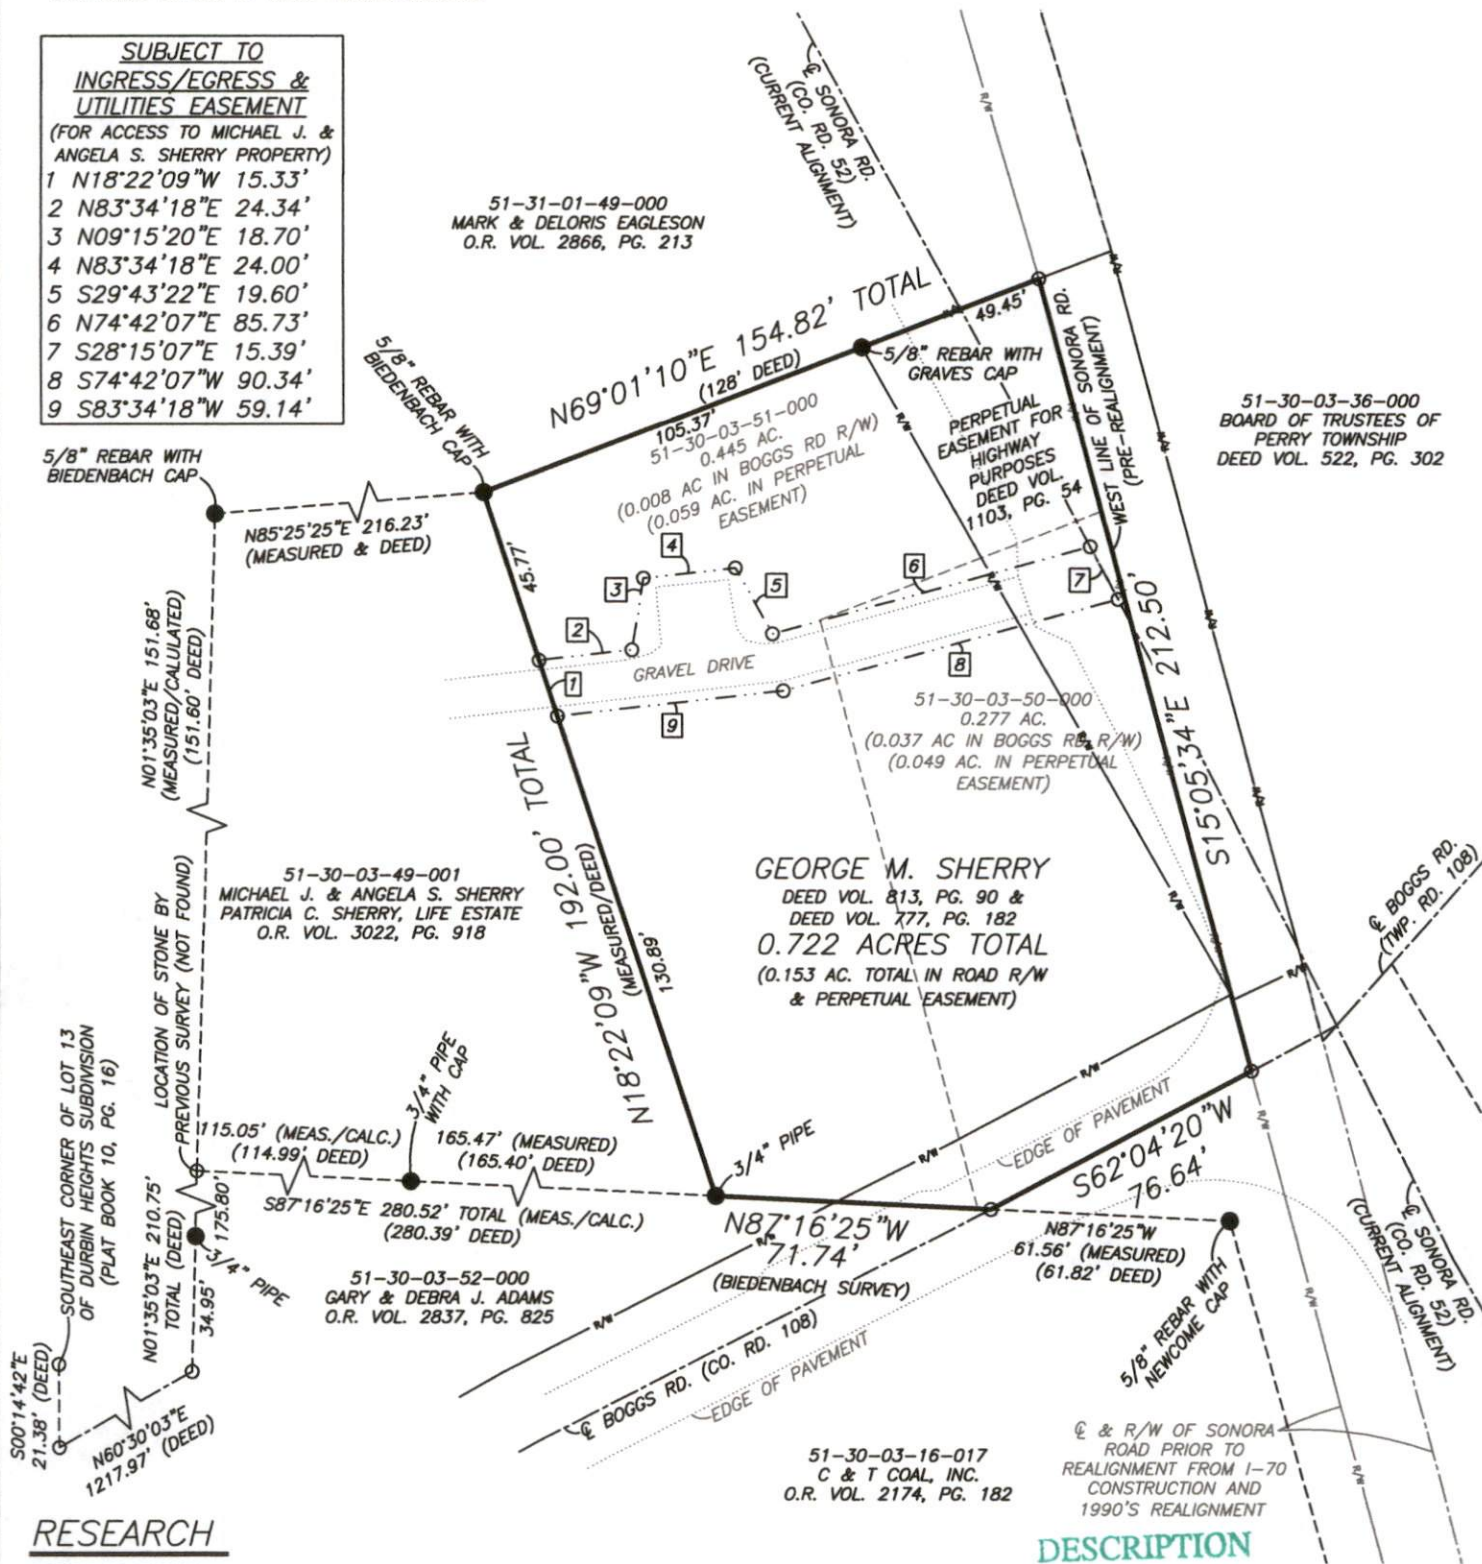 SUBJECT TO
INGRESS/EGRESS &
UTILITIES EASEMENT
(FOR ACCESS TO MICHAEL J. &
ANGELA S. SHERRY PROPERTY)
1 N18°22'09"W 15.33'
2 N83°34'18"E 24.34'
3 N09°15'20"E 18.70'
4 N83°34'18"E 24.00'
5 S29°43'22"E 19.60'
6 N74°42'07"E 85.73'
7 S28°15'07"E 15.39'
8 S74°42'07"W 90.34'
9 S83°34'18"W 59.14'
51-31-01-49-000
MARK & DELORIS EAGLESON
O.R. VOL. 2866, PG. 213
℄ SONORA RD.
(CO. RD. 52)
(CURRENT ALIGNMENT)
R/W
R/W
5/8" REBAR WITH
BIEDENBACH CAP
5/8" REBAR WITH
BIEDENBACH CAP
N85°25'25"E 216.23'
(MEASURED & DEED)
N69°01'10"E 154.82' TOTAL
(128' DEED)
105.37'
49.45'
R/W
5/8" REBAR WITH
GRAVES CAP
51-30-03-51-000
0.445 AC.
(0.008 AC IN BOGGS RD R/W)
(0.059 AC. IN PERPETUAL
EASEMENT)
PERPETUAL
EASEMENT FOR
HIGHWAY
PURPOSES
DEED VOL.
1103, PG. 54
WEST LINE OF SONORA RD.
(PRE-REALIGNMENT)
51-30-03-36-000
BOARD OF TRUSTEES OF
PERRY TOWNSHIP
DEED VOL. 522, PG. 302
R/W
R/W
R/W
R/W
R/W
45.77'
1
2
3
4
5
6
7
8
9
GRAVEL DRIVE
51-30-03-50-000
0.277 AC.
(0.037 AC IN BOGGS RD R/W)
(0.049 AC. IN PERPETUAL
EASEMENT)
S15°05'34"E 212.50'
R/W
R/W
R/W
R/W
N01°35'03"E 151.68'
(MEASURED/CALULATED)
(151.60' DEED)
51-30-03-49-001
MICHAEL J. & ANGELA S. SHERRY
PATRICIA C. SHERRY, LIFE ESTATE
O.R. VOL. 3022, PG. 918
N18°22'09"W 192.00' TOTAL
(MEASURED/DEED)
130.89'
GEORGE M. SHERRY
DEED VOL. 813, PG. 90 &
DEED VOL. 777, PG. 182
0.722 ACRES TOTAL
(0.153 AC. TOTAL IN ROAD R/W
& PERPETUAL EASEMENT)
℄ BOGGS RD.
(TWP. RD. 108)
R/W
R/W
R/W
LOCATION OF STONE BY
PREVIOUS SURVEY (NOT FOUND)
SOUTHEAST CORNER OF LOT 13
OF DURBIN HEIGHTS SUBDIVISION
(PLAT BOOK 10, PG. 16)
3/4" PIPE
WITH CAP
115.05' (MEAS./CALC.)
(114.99' DEED)
165.47' (MEASURED)
(165.40' DEED)
S87°16'25"E 280.52' TOTAL (MEAS./CALC.)
(280.39' DEED)
3/4" PIPE
EDGE OF PAVEMENT
S62°04'20"W
76.64'
R/W
N87°16'25"W
71.74'
(BIEDENBACH SURVEY)
R/W
N87°16'25"W
61.56' (MEASURED)
(61.82' DEED)
5/8" REBAR WITH
NEWCOME CAP
℄ SONORA RD.
(CO. RD. 52)
(CURRENT ALIGNMENT)
N01°35'03"E 210.75'
TOTAL (DEED)
175.80'
34.95'
3/4" PIPE
51-30-03-52-000
GARY & DEBRA J. ADAMS
O.R. VOL. 2837, PG. 825
R/W
R/W
℄ BOGGS RD. (CO. RD. 108)
EDGE OF PAVEMENT
S00°14'42"E
21.38' (DEED)
N60°30'03"E
1217.97' (DEED)
51-30-03-16-017
C & T COAL, INC.
O.R. VOL. 2174, PG. 182
℄ & R/W OF SONORA
ROAD PRIOR TO
REALIGNMENT FROM I-70
CONSTRUCTION AND
1990'S REALIGNMENT
R/W
RESEARCH
DESCRIPTION